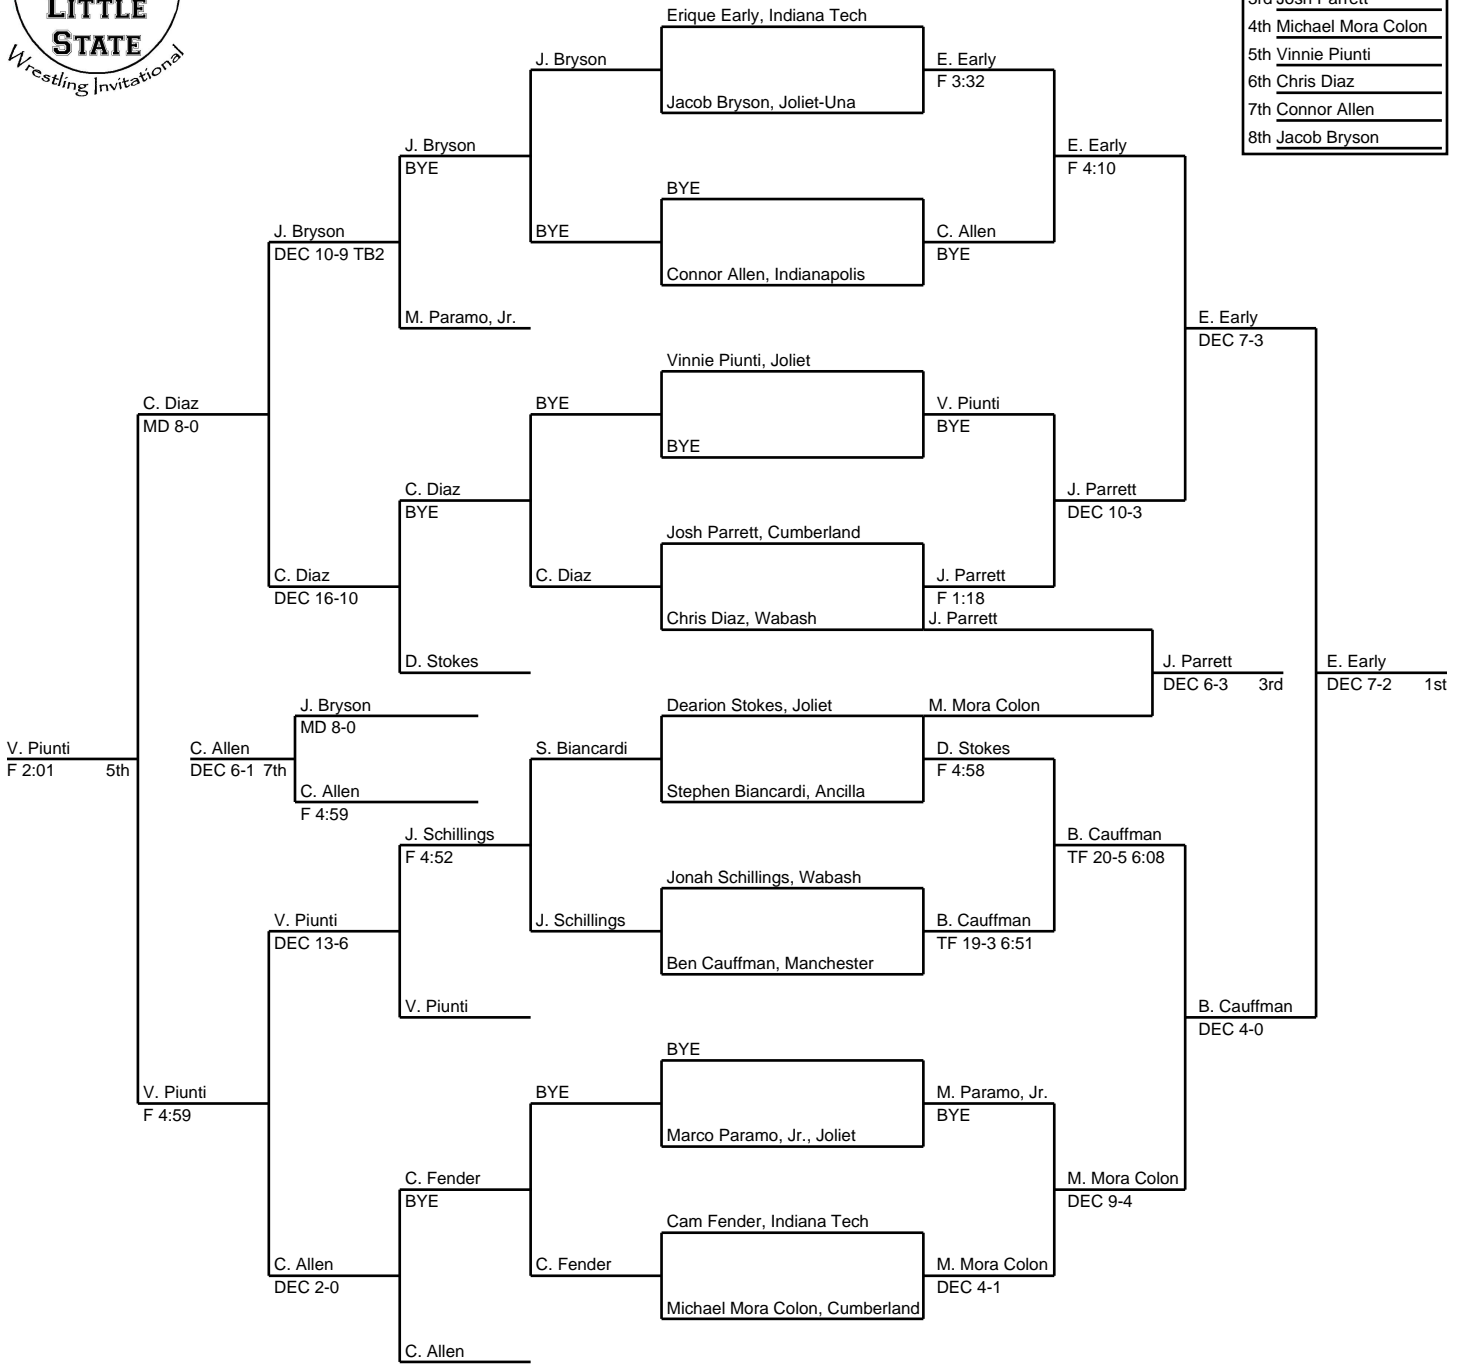 LITTLE
STATE
Wrestling Invitational
3rd Josh Parrett
4th Michael Mora Colon
5th Vinnie Piunti
6th Chris Diaz
7th Connor Allen
8th Jacob Bryson
Erique Early, Indiana Tech
J. Bryson
E. Early
F 3:32
Jacob Bryson, Joliet-Una
J. Bryson
BYE
E. Early
F 4:10
BYE
J. Bryson
DEC 10-9 TB2
BYE
C. Allen
BYE
Connor Allen, Indianapolis
M. Paramo, Jr.
E. Early
DEC 7-3
Vinnie Piunti, Joliet
C. Diaz
MD 8-0
BYE
V. Piunti
BYE
BYE
C. Diaz
BYE
J. Parrett
DEC 10-3
Josh Parrett, Cumberland
C. Diaz
DEC 16-10
C. Diaz
J. Parrett
F 1:18
Chris Diaz, Wabash
J. Parrett
D. Stokes
J. Parrett
DEC 6-3 3rd
E. Early
DEC 7-2 1st
J. Bryson
MD 8-0
Dearion Stokes, Joliet
M. Mora Colon
V. Piunti
F 2:01 5th
C. Allen
DEC 6-1 7th
S. Biancardi
D. Stokes
F 4:58
C. Allen
F 4:59
Stephen Biancardi, Ancilla
J. Schillings
F 4:52
B. Cauffman
TF 20-5 6:08
Jonah Schillings, Wabash
V. Piunti
DEC 13-6
J. Schillings
B. Cauffman
TF 19-3 6:51
Ben Cauffman, Manchester
V. Piunti
B. Cauffman
DEC 4-0
BYE
V. Piunti
F 4:59
BYE
M. Paramo, Jr.
BYE
Marco Paramo, Jr., Joliet
C. Fender
BYE
M. Mora Colon
DEC 9-4
Cam Fender, Indiana Tech
C. Allen
DEC 2-0
C. Fender
M. Mora Colon
DEC 4-1
Michael Mora Colon, Cumberland
C. Allen